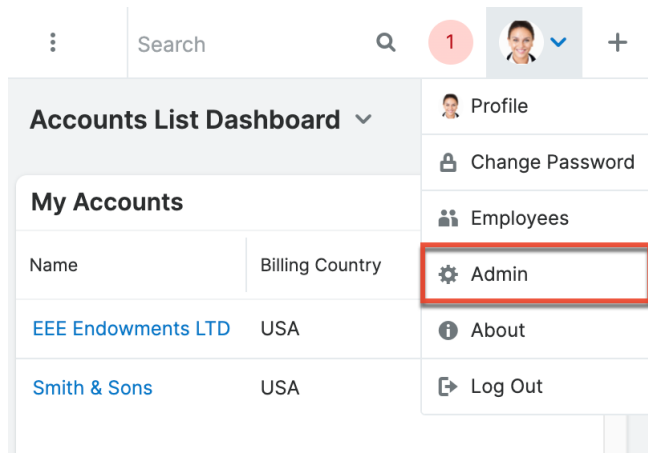 Search
1
Accounts List Dashboard
Profile
Change Password
Employees
Admin
About
Log Out
My Accounts
Name Billing Country
EEE Endowments LTD USA
Smith & Sons USA